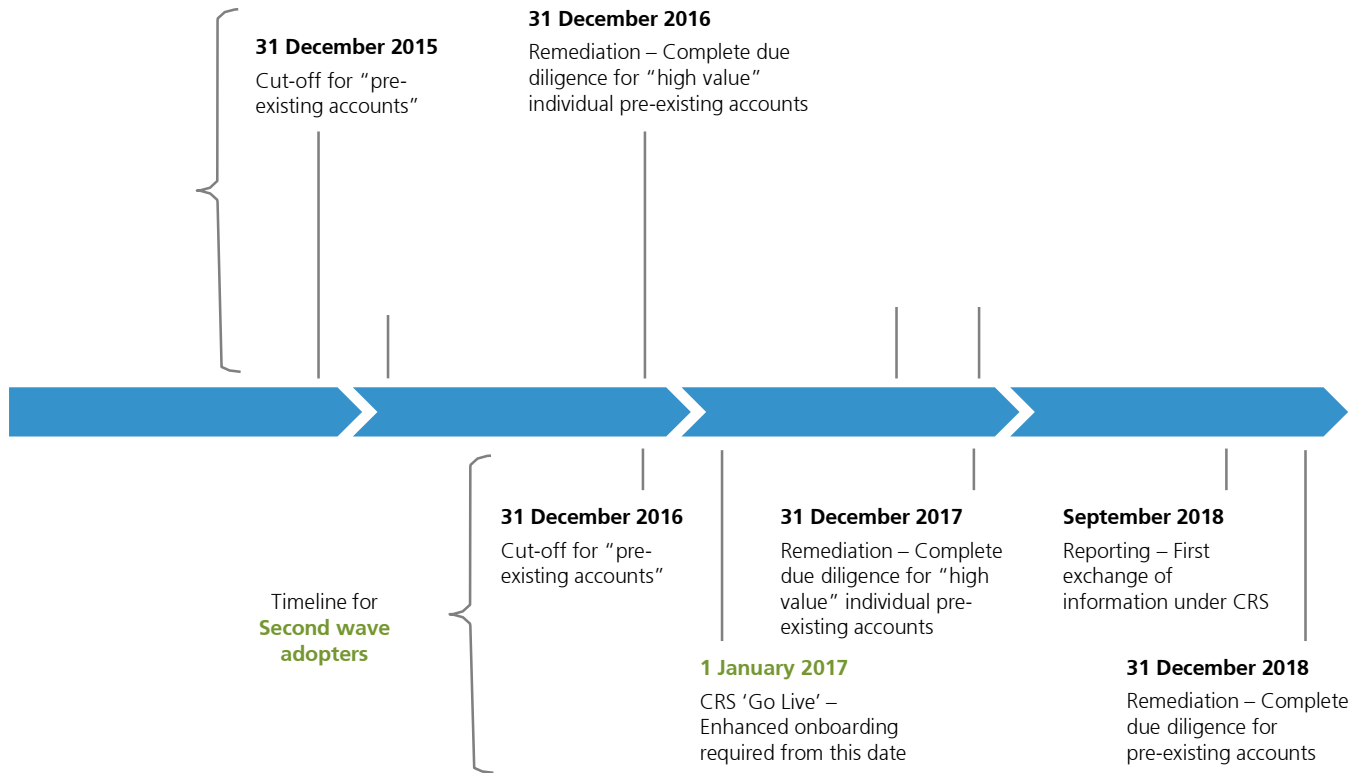 31 December 2015
Cut-off for “pre-
existing accounts”
31 December 2016
Remediation – Complete due
diligence for “high value”
individual pre-existing accounts
Timeline for
Second wave
adopters
31 December 2016
Cut-off for “pre-
existing accounts”
1 January 2017
CRS ‘Go Live’ –
Enhanced onboarding
required from this date
31 December 2017
Remediation – Complete
due diligence for “high
value” individual pre-
existing accounts
September 2018
Reporting – First
exchange of
information under CRS
31 December 2018
Remediation – Complete
due diligence for
pre-existing accounts